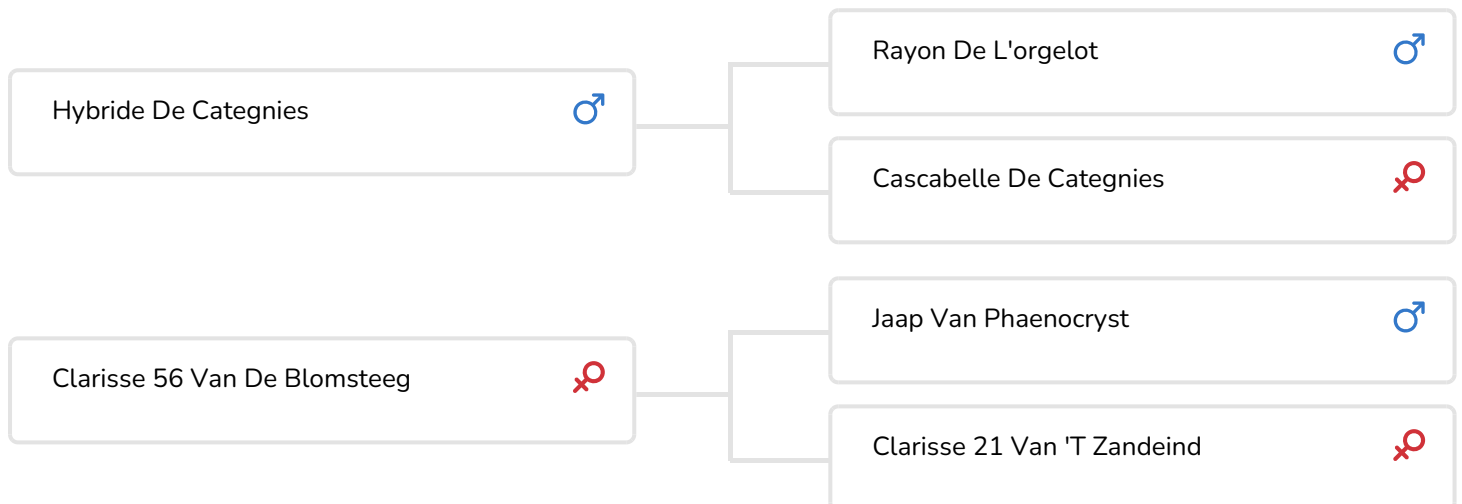 Rayon De L'orgelot
Hybride De Categnies
Cascabelle De Categnies
Jaap Van Phaenocryst
Clarisse 56 Van De Blomsteeg
Clarisse 21 Van 'T Zandeind